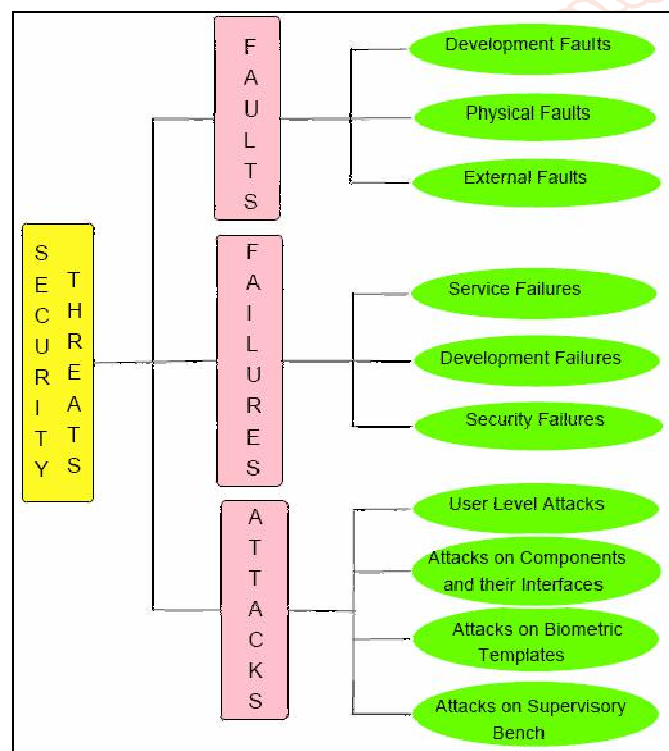 SECURITY
THREATS
FAULTS
Development Faults
Physical Faults
External Faults
FAILURES
Service Failures
Development Failures
Security Failures
ATTACKS
User Level Attacks
Attacks on Components
and their Interfaces
Attacks on Biometric
Templates
Attacks on Supervisory
Bench